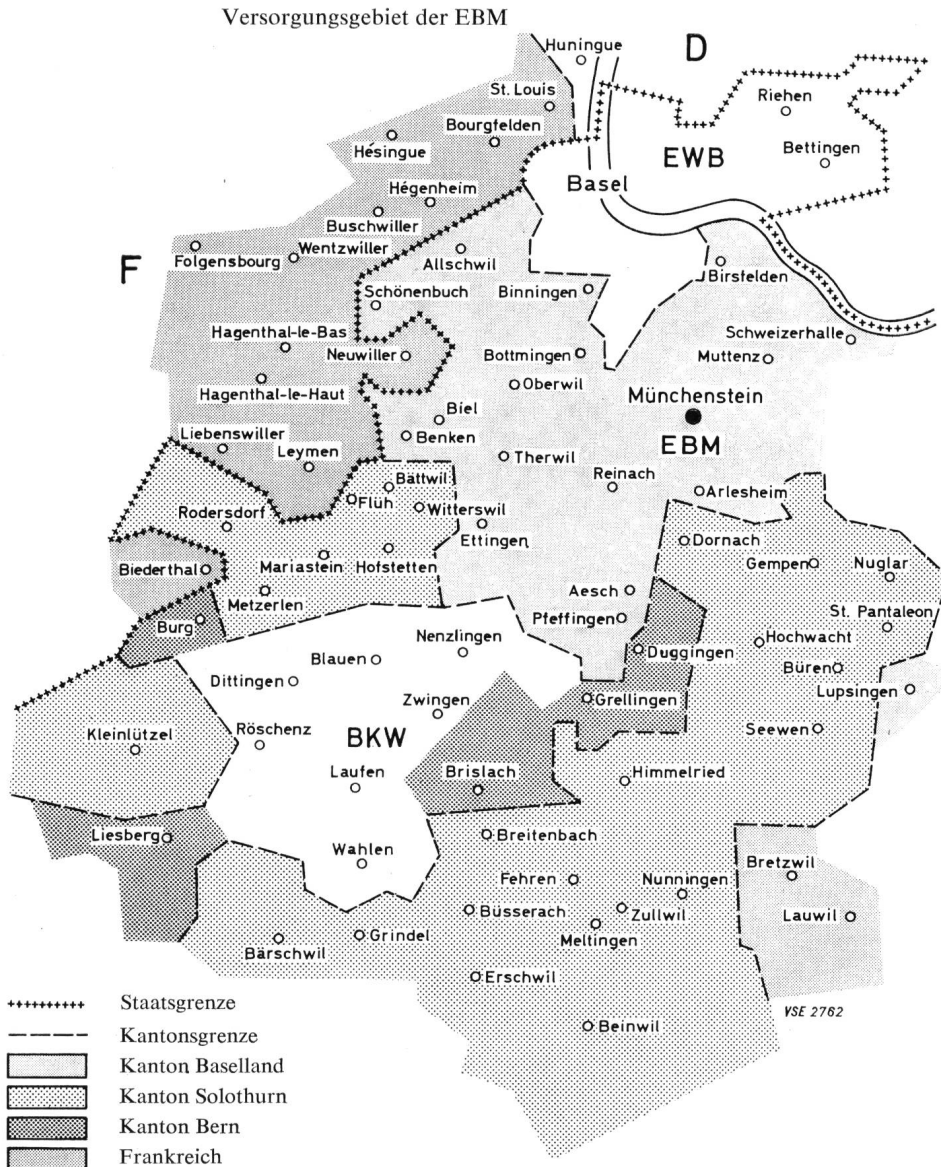 Versorgungsgebiet der EBM
Huningue
D
St. Louis
Riehen
Bourgfelden
Hésingue
EWB
Bettingen
Basel
Hégenheim
Buschwiller
Wentzwiller
Folgensbourg
F
Allschwil
Birsfelden
Schönenbuch
Binningen
Schweizerhalle
Hagenthal-le-Bas
Neuwiller
Bottmingen
Muttenz
Oberwil
Hagenthal-le-Haut
Münchenstein
Biel
Benken
EBM
Liebenswiller
Leymen
Therwil
Bättwil
Reinach
Flüh
Witterswil
Arlesheim
Rodersdorf
Ettingen
Dornach
Biederthal
Mariastein
Hofstetten
Gempen
Nuglar
Metzerlen
Aesch
Burg
Pfeffingen
St. Pantaleon
Nenzlingen
Duggingen
Hochwacht
Blauen
Büren
Dittingen
Zwingen
Grellingen
Lupsingen
Kleinlützel
Röschenz
BKW
Seewen
Laufen
Brislach
Himmelried
Liesberg
Breitenbach
Wahlen
Bretzwil
Fehren
Nunningen
Büsserach
Zullwil
Lauwil
Meltingen
Bärschwil
Grindel
Erschwil
VSE 2762
Beinwil
Staatsgrenze
Kantonsgrenze
Kanton Baselland
Kanton Solothurn
Kanton Bern
Frankreich